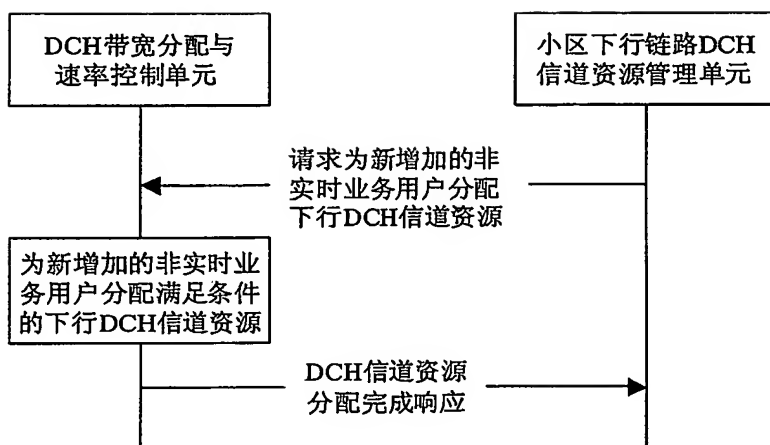 DCH带宽分配与
速率控制单元
小区下行链路DCH
信道资源管理单元
请求为新增加的非
实时业务用户分配
下行DCH信道资源
为新增加的非实时业
务用户分配满足条件
的下行DCH信道资源
DCH信道资源
分配完成响应